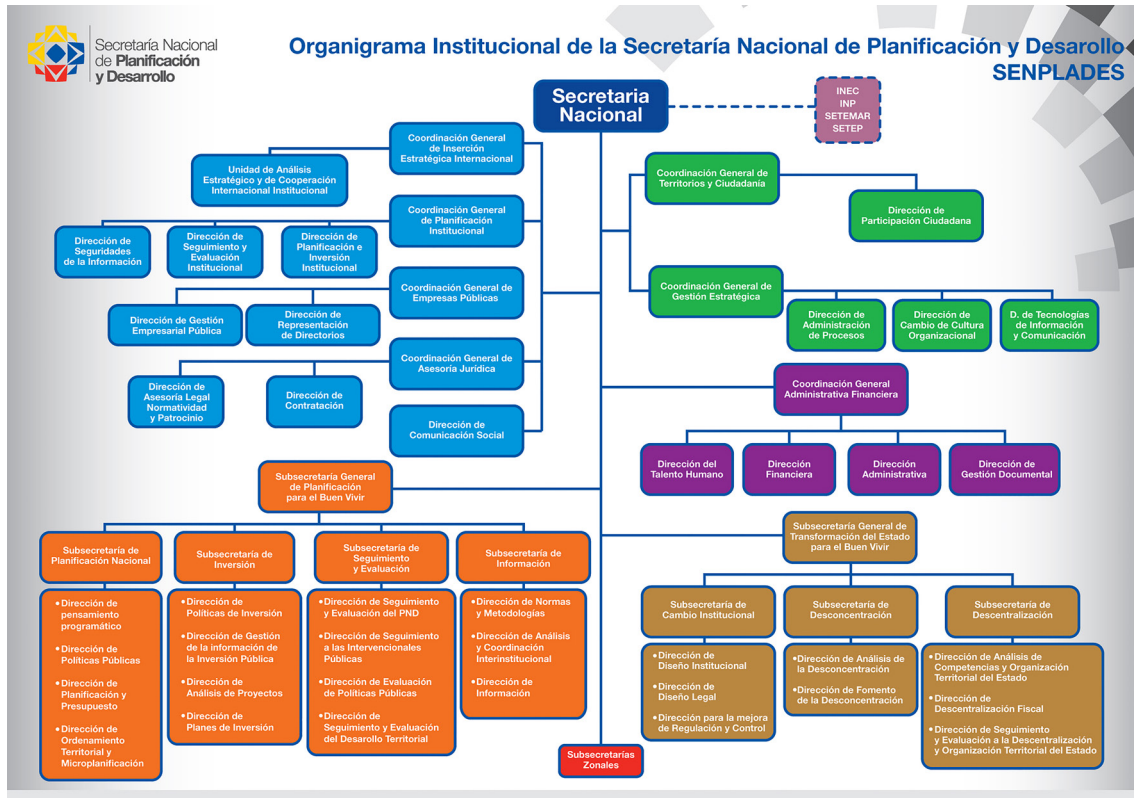 Secretaría Nacional
de Planificación
y Desarrollo
Organigrama Institucional de la Secretaría Nacional de Planificación y Desarollo
SENPLADES
Secretaria
Nacional
INEC
INP
SETEMAR
SETEP
Coordinación General
de Inserción
Estratégica Internacional
Unidad de Análisis
Estratégico y de Cooperación
Internacional Institucional
Coordinación General
de Planificación
Institucional
Dirección de
Seguridades
de la Información
Dirección de
Seguimiento y
Evaluación
Institucional
Dirección de
Planificación e
Inversión
Institucional
Coordinación General de
Empresas Públicas
Dirección de Gestión
Empresarial Pública
Dirección de
Representación
de Directorios
Coordinación General de
Asesoría Jurídica
Dirección de
Asesoría Legal
Normatividad
y Patrocinio
Dirección de
Contratación
Dirección de
Comunicación Social
Coordinación General de
Territorios y Ciudadanía
Dirección de
Participación Ciudadana
Coordinación General de
Gestión Estratégica
Dirección de
Administración
de Procesos
Dirección de
Cambio de Cultura
Organizacional
D. de Tecnologías
de Información
y Comunicación
Coordinación General
Administrativa Financiera
Dirección del
Talento Humano
Dirección
Financiera
Dirección
Administrativa
Dirección de
Gestión Documental
Subsecretaría General
de Planificación
para el Buen Vivir
Subsecretaría de
Planificación Nacional
• Dirección de
pensamiento
programático
• Dirección de
Políticas Públicas
• Dirección de
Planificación y
Presupuesto
• Dirección de
Ordenamiento
Territorial y
Microplanificación
Subsecretaría de
Inversión
• Dirección de
Políticas de Inversión
• Dirección de Gestión
de la información de
la Inversión Pública
• Dirección de
Análisis de Proyectos
• Dirección de
Planes de Inversión
Subsecretaría de
Seguimiento
y Evaluación
• Dirección de Seguimiento
y Evaluación del PND
• Dirección de Seguimiento
a las Intervencionales
Públicas
• Dirección de Evaluación
de Políticas Públicas
• Dirección de
Seguimiento y Evaluación
del Desarollo Territorial
Subsecretaría de
Información
• Dirección de Normas
y Metodologías
• Dirección de Análisis
y Coordinación
Interinstitucional
• Dirección de
Información
Subsecretaría General de
Transformación del Estado
para el Buen Vivir
Subsecretaría de
Cambio Institucional
• Dirección de
Diseño Institucional
• Dirección de
Diseño Legal
• Dirección para la mejora
de Regulación y Control
Subsecretaría de
Desconcentración
• Dirección de Análisis de
la Desconcentración
• Dirección de Fomento
de la Desconcentración
Subsecretaría de
Descentralización
• Dirección de Análisis de
Competencias y Organización
Territorial del Estado
• Dirección de
Descentralización Fiscal
• Dirección de Seguimiento
y Evaluación a la Descentralización
y Organización Territorial del Estado
Subsecretarías
Zonales